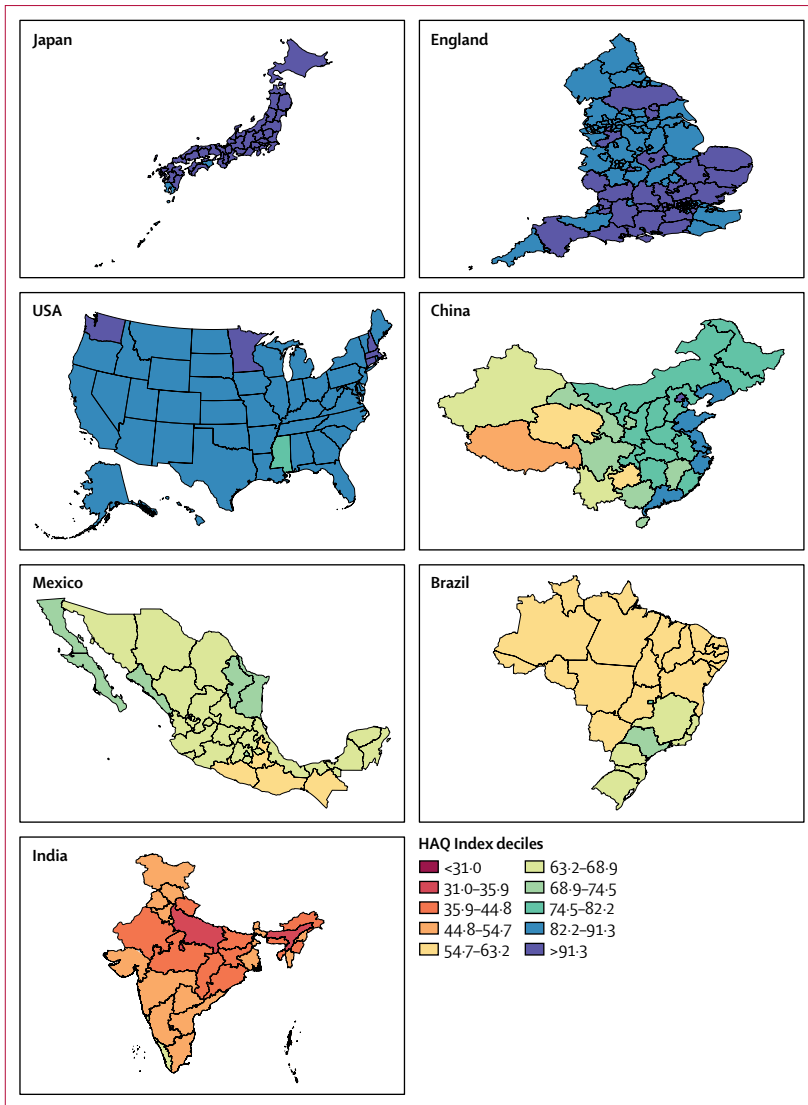 Japan
England
USA
China
Mexico
Brazil
India
HAQ Index deciles
<31·0
31·0–35·9
35·9–44·8
44·8–54·7
54·7–63·2
63·2–68·9
68·9–74·5
74·5–82·2
82·2–91·3
>91·3